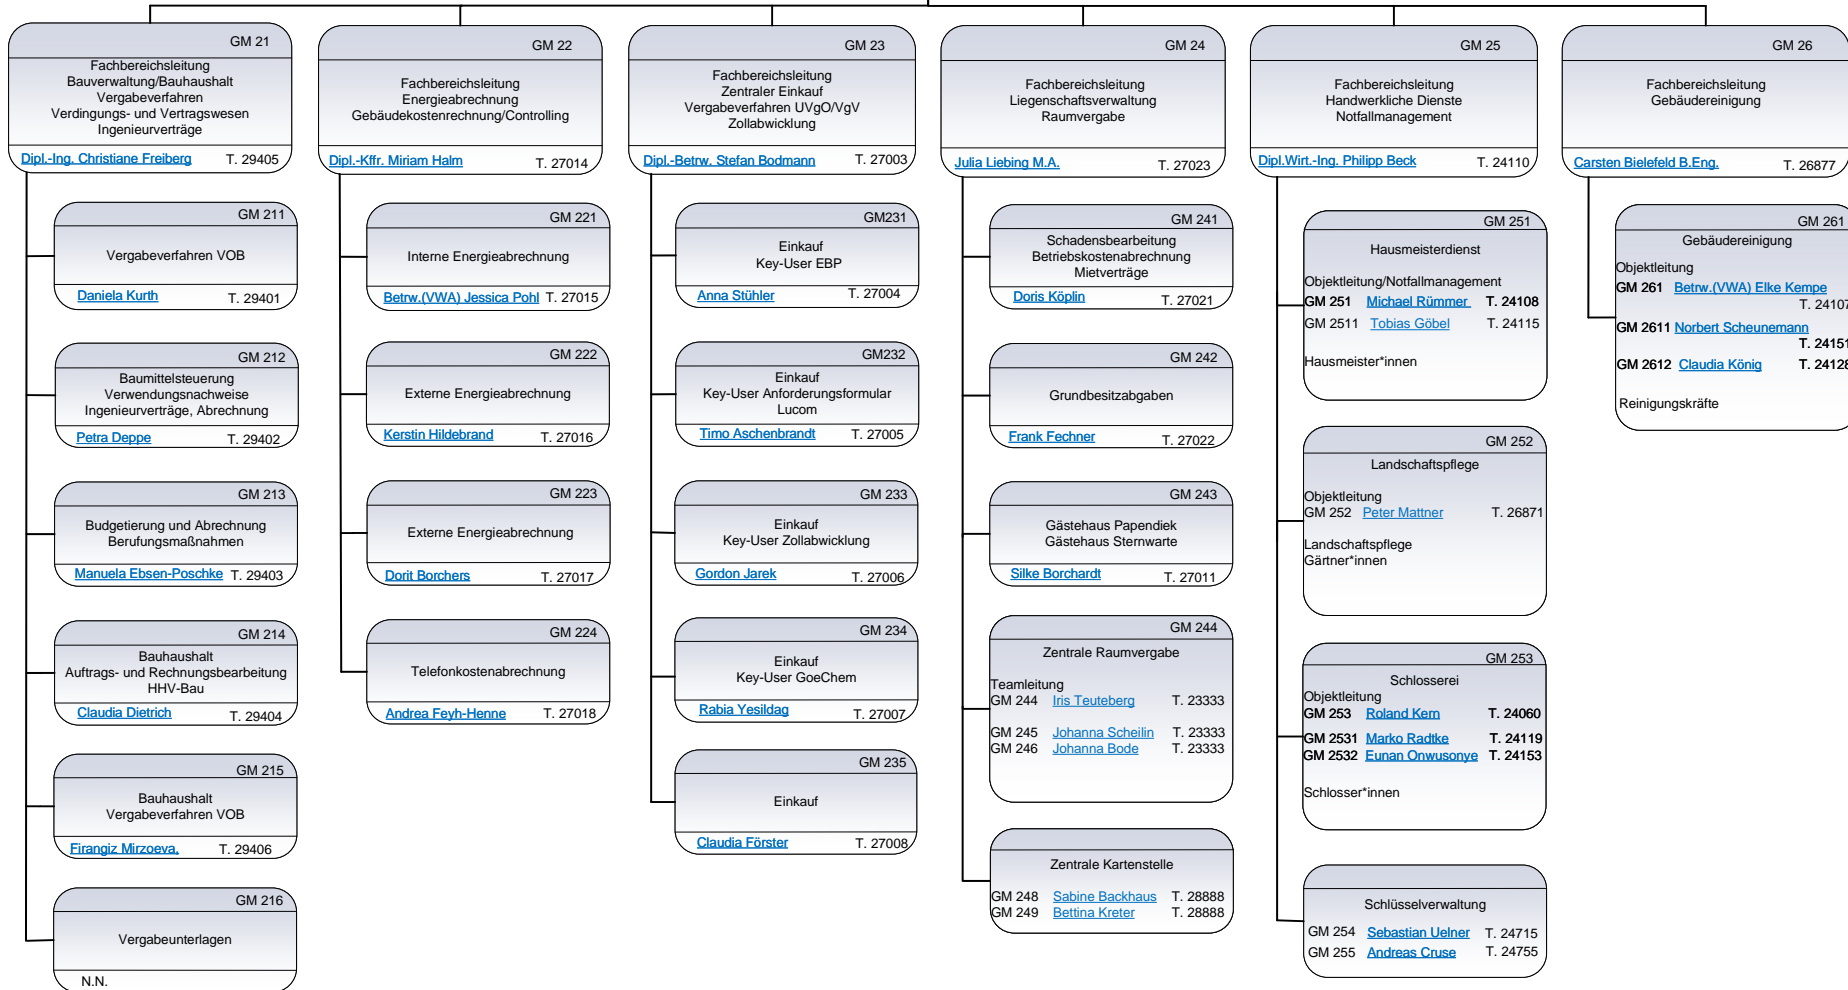 GM 21
Fachbereichsleitung
Bauverwaltung/Bauhaushalt
Vergabeverfahren
Verdingungs- und Vertragswesen
Ingenieurverträge
Dipl.-Ing. Christiane Freiberg T. 29405
GM 211
Vergabeverfahren VOB
Daniela Kurth T. 29401
GM 212
Baumittelsteuerung
Verwendungsnachweise
Ingenieurverträge, Abrechnung
Petra Deppe T. 29402
GM 213
Budgetierung und Abrechnung
Berufungsmaßnahmen
Manuela Ebsen-Poschke T. 29403
GM 214
Bauhaushalt
Auftrags- und Rechnungsbearbeitung
HHV-Bau
Claudia Dietrich T. 29404
GM 215
Bauhaushalt
Vergabeverfahren VOB
Firangiz Mirzoeva, T. 29406
GM 216
Vergabeunterlagen
N.N.
GM 22
Fachbereichsleitung
Energieabrechnung
Gebäudekostenrechnung/Controlling
Dipl.-Kffr. Miriam Halm T. 27014
GM 221
Interne Energieabrechnung
Betrw.(VWA) Jessica Pohl T. 27015
GM 222
Externe Energieabrechnung
Kerstin Hildebrand T. 27016
GM 223
Externe Energieabrechnung
Dorit Borchers T. 27017
GM 224
Telefonkostenabrechnung
Andrea Feyh-Henne T. 27018
GM 23
Fachbereichsleitung
Zentraler Einkauf
Vergabeverfahren UVgO/VgV
Zollabwicklung
Dipl.-Betrw. Stefan Bodmann T. 27003
GM231
Einkauf
Key-User EBP
Anna Stühler T. 27004
GM232
Einkauf
Key-User Anforderungsformular
Lucom
Timo Aschenbrandt T. 27005
GM 233
Einkauf
Key-User Zollabwicklung
Gordon Jarek T. 27006
GM 234
Einkauf
Key-User GoeChem
Rabia Yesildag T. 27007
GM 235
Einkauf
Claudia Förster T. 27008
GM 24
Fachbereichsleitung
Liegenschaftsverwaltung
Raumvergabe
Julia Liebing M.A. T. 27023
GM 241
Schadensbearbeitung
Betriebskostenabrechnung
Mietverträge
Doris Köplin T. 27021
GM 242
Grundbesitzabgaben
Frank Fechner T. 27022
GM 243
Gästehaus Papendiek
Gästehaus Sternwarte
Silke Borchardt T. 27011
GM 244
Zentrale Raumvergabe
Teamleitung
GM 244 Iris Teuteberg T. 23333
GM 245 Johanna Scheilin T. 23333
GM 246 Johanna Bode T. 23333
Zentrale Kartenstelle
GM 248 Sabine Backhaus T. 28888
GM 249 Bettina Kreter T. 28888
GM 25
Fachbereichsleitung
Handwerkliche Dienste
Notfallmanagement
Dipl.Wirt.-Ing. Philipp Beck T. 24110
GM 251
Hausmeisterdienst
Objektleitung/Notfallmanagement
GM 251 Michael Rümmer T. 24108
GM 2511 Tobias Göbel T. 24115
Hausmeister*innen
GM 252
Landschaftspflege
Objektleitung
GM 252 Peter Mattner T. 26871
Landschaftspflege
Gärtner*innen
GM 253
Schlosserei
Objektleitung
GM 253 Roland Kern T. 24060
GM 2531 Marko Radtke T. 24119
GM 2532 Eunan Onwusonye T. 24153
Schlosser*innen
Schlüsselverwaltung
GM 254 Sebastian Uelner T. 24715
GM 255 Andreas Cruse T. 24755
GM 26
Fachbereichsleitung
Gebäudereinigung
Carsten Bielefeld B.Eng. T. 26877
GM 261
Gebäudereinigung
Objektleitung
GM 261 Betrw.(VWA) Elke Kempe
T. 24107
GM 2611 Norbert Scheunemann
T. 24151
GM 2612 Claudia König T. 24128
Reinigungskräfte